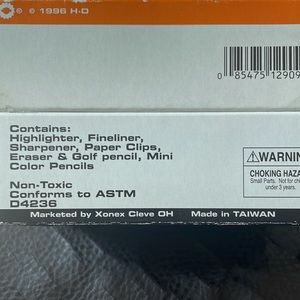 © 1996 H-D
0 85475 12909
Contains:
Highlighter, Fineliner,
Sharpener, Paper Clips,
Eraser & Golf pencil, Mini
Color Pencils
Non-Toxic
Conforms to ASTM
D4236
⚠WARNIN
CHOKING HAZA
Small Parts. Not for chi
under 3 years.
Marketed by Xonex Cleve OH Made in TAIWAN